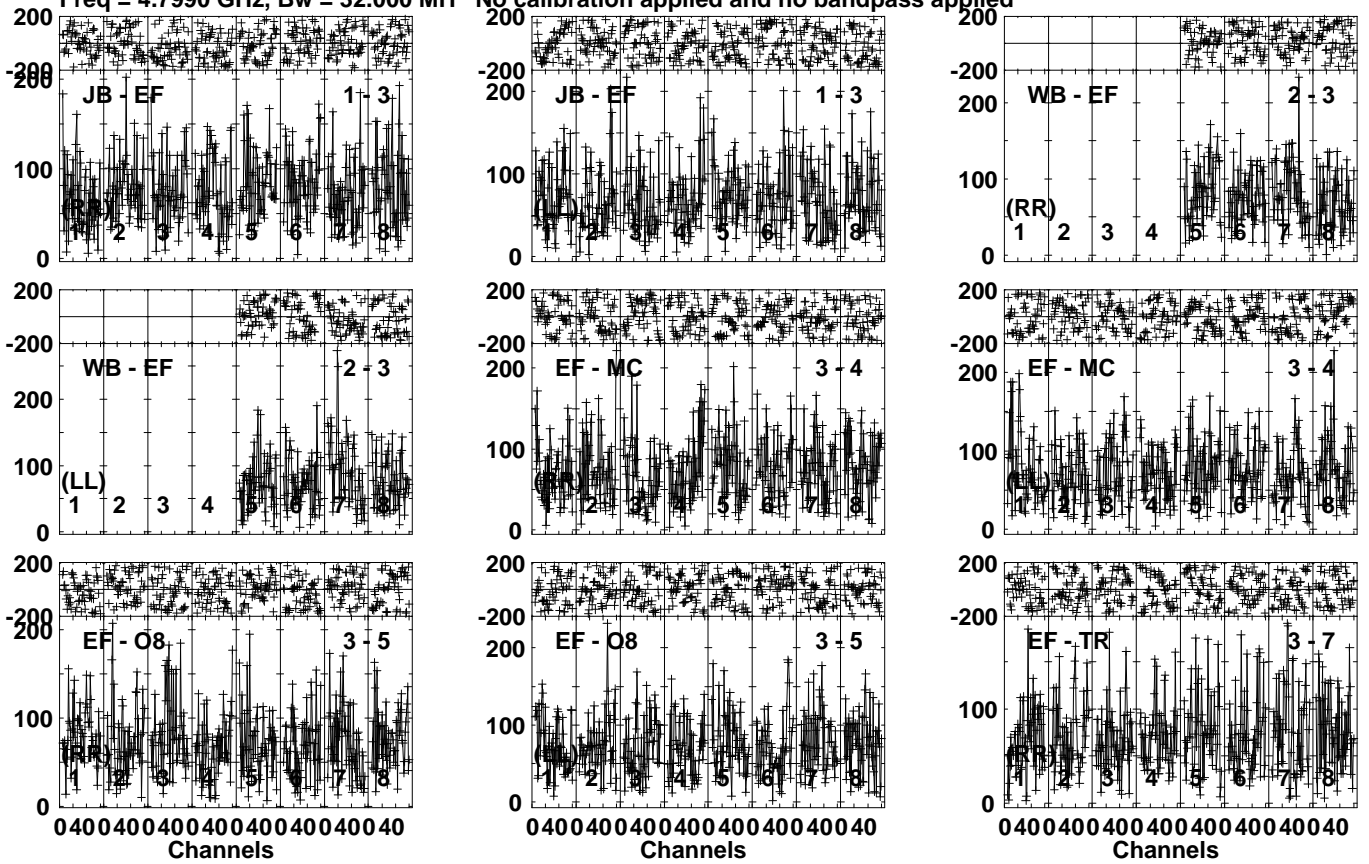 Freq = 4.7990 GHz, Bw = 32.000 MH No calibration applied and no bandpass applied
200 200 200
-200 -200 -200
200 JB - EF 1 - 3 JB - EF 1 - 3 WB - EF 2 - 3
200 200
100 100 100
(RR) (LL) (RR)
1 2 3 4 5 6 7 8 1 2 3 4 5 6 7 8 1 2 3 4 5 6 7 8
0 0 0
200 200 200
-200 -200 -200
WB - EF 2 - 3 EF - MC 3 - 4 EF - MC 3 - 4
200 200 200
100 100 100
(LL) (RR) (LL)
1 2 3 4 5 6 7 8 1 2 3 4 5 6 7 8 1 2 3 4 5 6 7 8
0 0 0
200 200 200
-200 -200 -200
200 EF - O8 3 - 5 EF - O8 3 - 5 EF - TR 3 - 7
200 200
100 100 100
(RR) (LL) (RR)
1 2 3 4 5 6 7 8 1 2 3 4 5 6 7 8 1 2 3 4 5 6 7 8
0 0 0
0 40 0 40 0 40 0 40 0 40 0 40 0 40 0 40 0 40 0 40 0 40 0 40 0 40 0 40 0 40 0 40 0 40 0 40 0 40 0 40 0 40 0 40 0 40 0 40
Channels Channels Channels